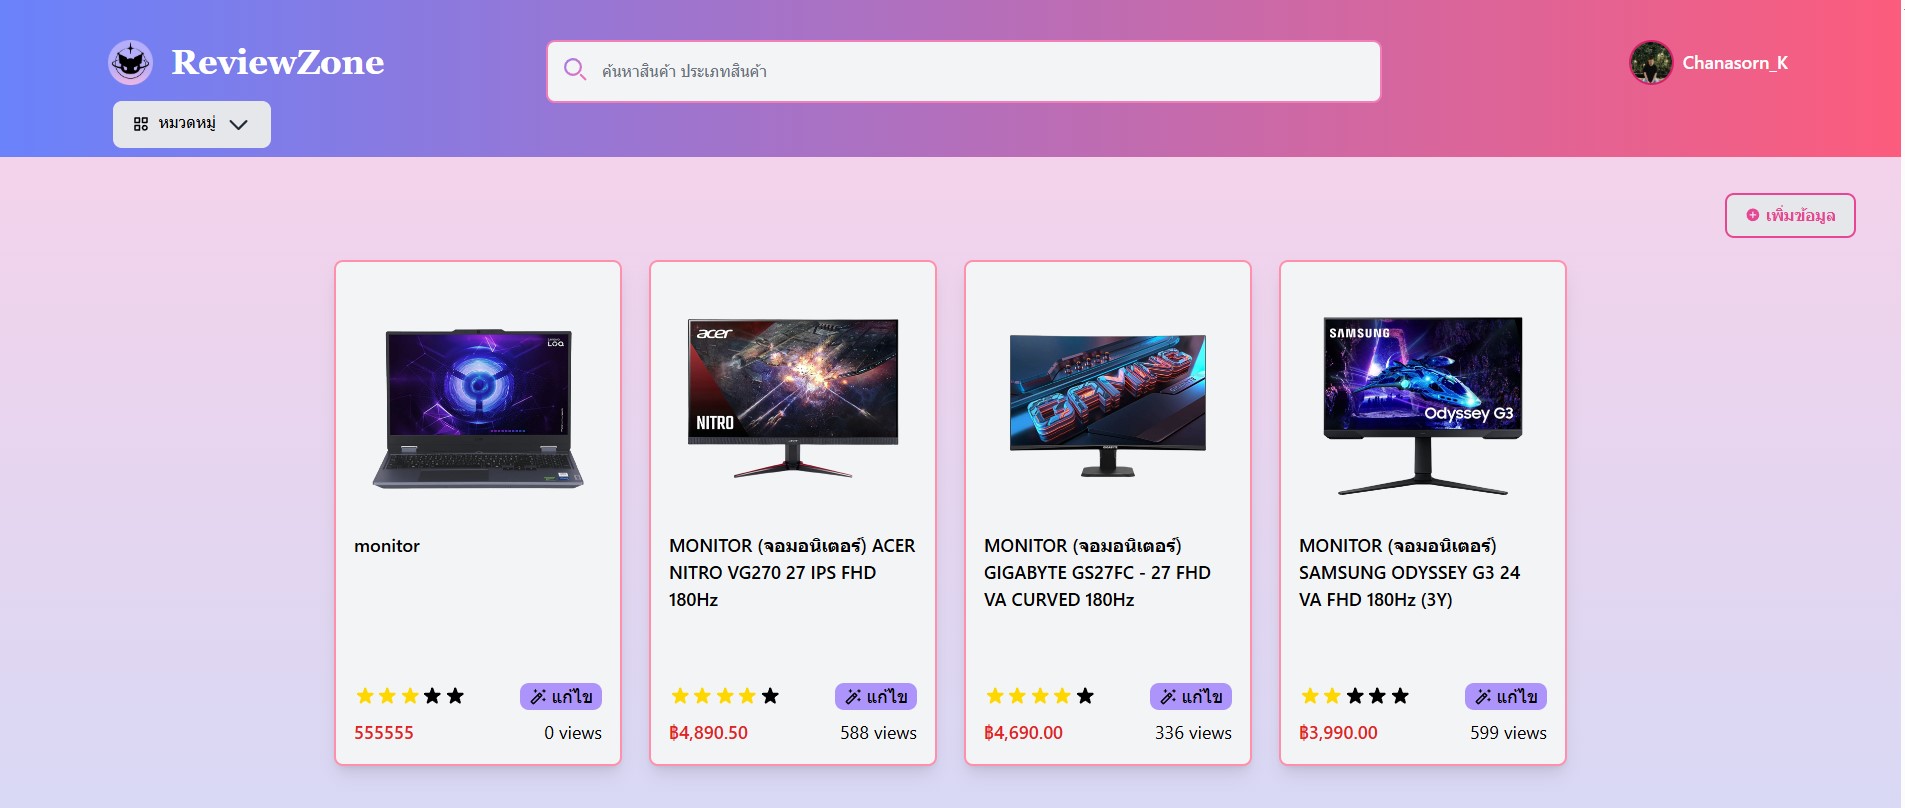 ReviewZone
ค้นหาสินค้า ประเภทสินค้า
Chanasorn_K
หมวดหมู่
เพิ่มข้อมูล
LOQ
monitor
แก้ไข
555555
0 views
acer
NITRO
MONITOR (จอมอนิเตอร์) ACER
NITRO VG270 27 IPS FHD
180Hz
แก้ไข
฿4,890.50
588 views
GAMING
GIGABYTE
MONITOR (จอมอนิเตอร์)
GIGABYTE GS27FC - 27 FHD
VA CURVED 180Hz
แก้ไข
฿4,690.00
336 views
SAMSUNG
Odyssey G3
MONITOR (จอมอนิเตอร์)
SAMSUNG ODYSSEY G3 24
VA FHD 180Hz (3Y)
แก้ไข
฿3,990.00
599 views